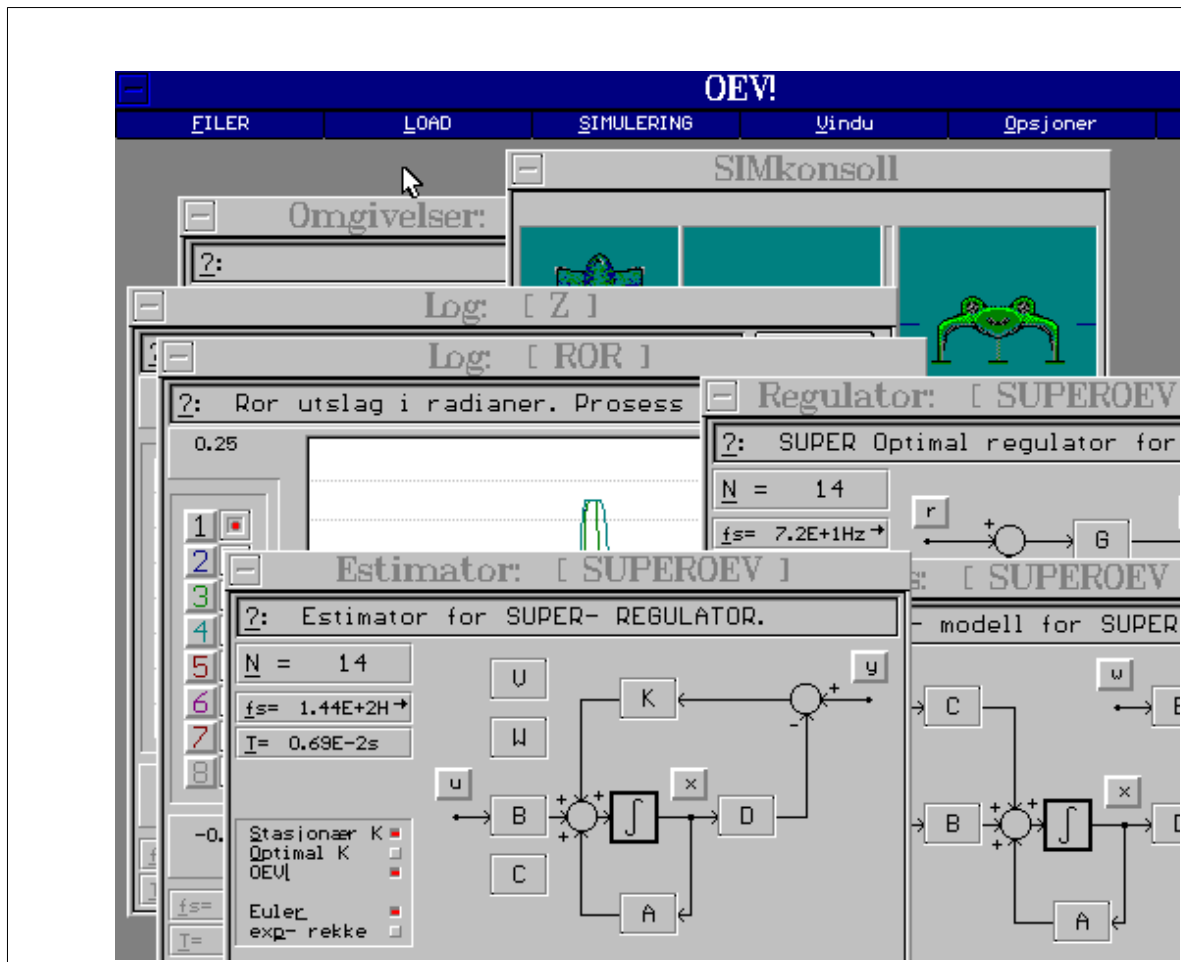 OEV!
FILER LOAD SIMULERING Vindu Opsjoner
SIMkonsoll
Omgivelser:
?:
Log: [ Z ]
Log: [ ROR ]
?: Ror utslag i radianer. Prosess
0.25
1
2
3
4
5
6
7
8
-0.
fs=
T=
Regulator: [ SUPEROEV
?: SUPER Optimal regulator for
N = 14
fs= 7.2E+1Hz
r
+
G
s: [ SUPEROEV
- modell for SUPER
w
C
B
x
A
+
+
+
Estimator: [ SUPEROEV ]
?: Estimator for SUPER- REGULATOR.
N = 14
fs= 1.44E+2H
T= 0.69E-2s
V
W
K
y
+
-
u
B
+
+
+
∫
x
D
C
A
Stasionær K
Optimal K
OEV
Euler
exp- rekke